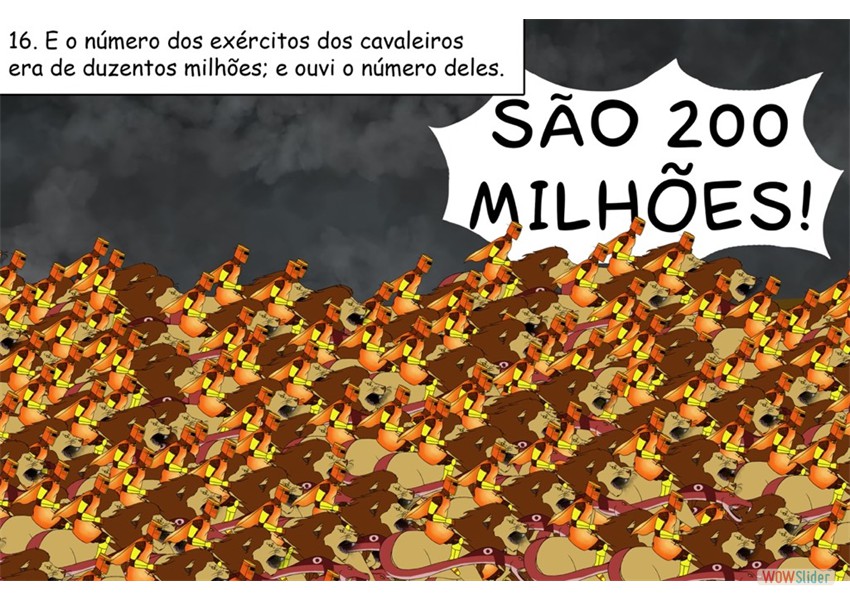 16. E o número dos exércitos dos cavaleiros
era de duzentos milhões; e ouvi o número deles.
SÃO 200
MILHÕES!
WOWSlider